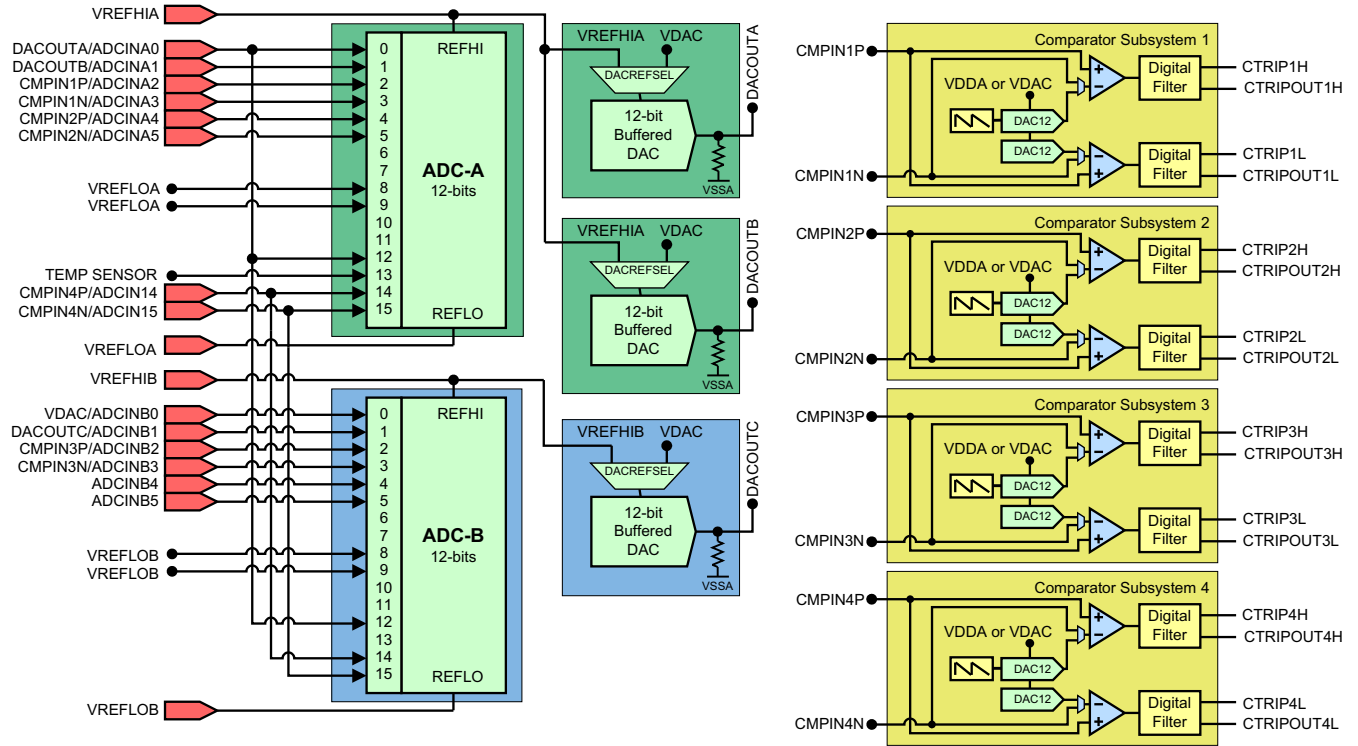 VREFHIA
DACOUTA/ADCINA0
DACOUTB/ADCINA1
CMPIN1P/ADCINA2
CMPIN1N/ADCINA3
CMPIN2P/ADCINA4
CMPIN2N/ADCINA5
VREFLOA
VREFLOA
TEMP SENSOR
CMPIN4P/ADCIN14
CMPIN4N/ADCIN15
VREFLOA
REFHI
0
1
2
3
4
5
6
7
8
9
10
11
12
13
14
15
ADC-A
12-bits
REFLO
VREFHIB
VDAC/ADCINB0
DACOUTC/ADCINB1
CMPIN3P/ADCINB2
CMPIN3N/ADCINB3
ADCINB4
ADCINB5
VREFLOB
VREFLOB
VREFLOB
REFHI
0
1
2
3
4
5
6
7
8
9
10
11
12
13
14
15
ADC-B
12-bits
REFLO
VREFHIA VDAC
DACREFSEL
12-bit
Buffered
DAC
VSSA
DACOUTA
VREFHIA VDAC
DACREFSEL
12-bit
Buffered
DAC
VSSA
DACOUTB
VREFHIB VDAC
DACREFSEL
12-bit
Buffered
DAC
VSSA
DACOUTC
Comparator Subsystem 1
CMPIN1P
CMPIN1N
VDDA or VDAC
DAC12
DAC12
Digital
Filter
Digital
Filter
CTRIP1H
CTRIPOUT1H
CTRIP1L
CTRIPOUT1L
Comparator Subsystem 2
CMPIN2P
CMPIN2N
VDDA or VDAC
DAC12
DAC12
Digital
Filter
Digital
Filter
CTRIP2H
CTRIPOUT2H
CTRIP2L
CTRIPOUT2L
Comparator Subsystem 3
CMPIN3P
CMPIN3N
VDDA or VDAC
DAC12
DAC12
Digital
Filter
Digital
Filter
CTRIP3H
CTRIPOUT3H
CTRIP3L
CTRIPOUT3L
Comparator Subsystem 4
CMPIN4P
CMPIN4N
VDDA or VDAC
DAC12
DAC12
Digital
Filter
Digital
Filter
CTRIP4H
CTRIPOUT4H
CTRIP4L
CTRIPOUT4L